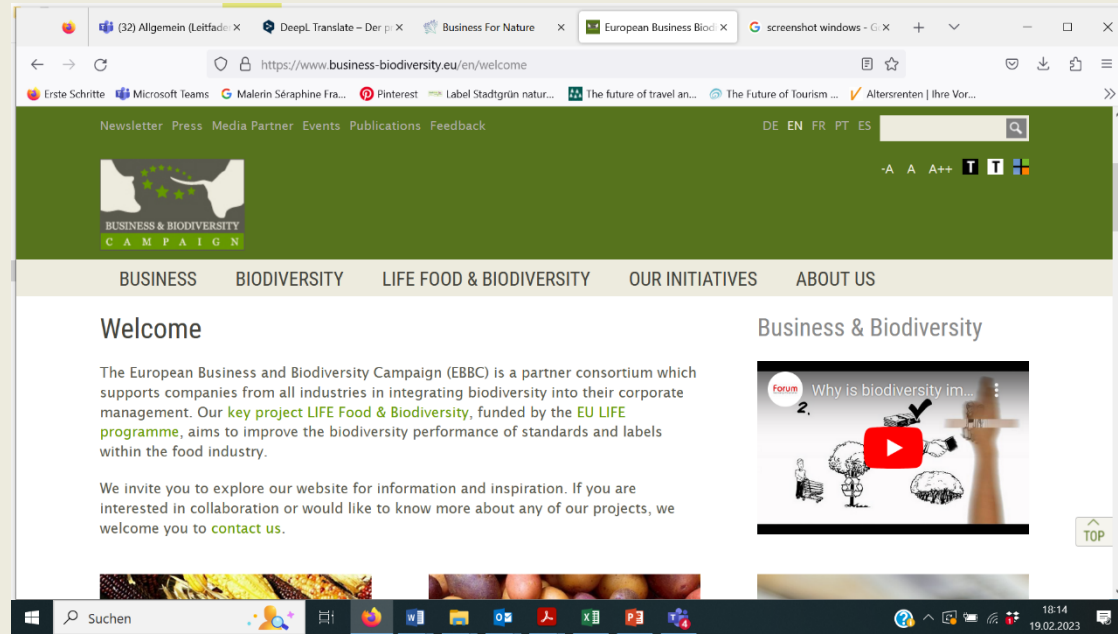 (32) Allgemein (Leitfade
DeepL Translate – Der p
Business For Nature
European Business Biod
screenshot windows - G
https://www.business-biodiversity.eu/en/welcome
Erste Schritte
Microsoft Teams
Malerin Séraphine Fra...
Pinterest
Label Stadtgrün natur...
The future of travel an...
The Future of Tourism ...
Altersrenten | Ihre Vor...
Newsletter Press Media Partner Events Publications Feedback
DE EN FR PT ES
-A A A++ T T
BUSINESS & BIODIVERSITY
CAMPAIGN
BUSINESS
BIODIVERSITY
LIFE FOOD & BIODIVERSITY
OUR INITIATIVES
ABOUT US
Welcome
The European Business and Biodiversity Campaign (EBBC) is a partner consortium which
supports companies from all industries in integrating biodiversity into their corporate
management. Our key project LIFE Food & Biodiversity, funded by the EU LIFE
programme, aims to improve the biodiversity performance of standards and labels
within the food industry.
We invite you to explore our website for information and inspiration. If you are
interested in collaboration or would like to know more about any of our projects, we
welcome you to contact us.
Business & Biodiversity
Forum
Why is biodiversity im...
2.
TOP
Suchen
18:14
19.02.2023